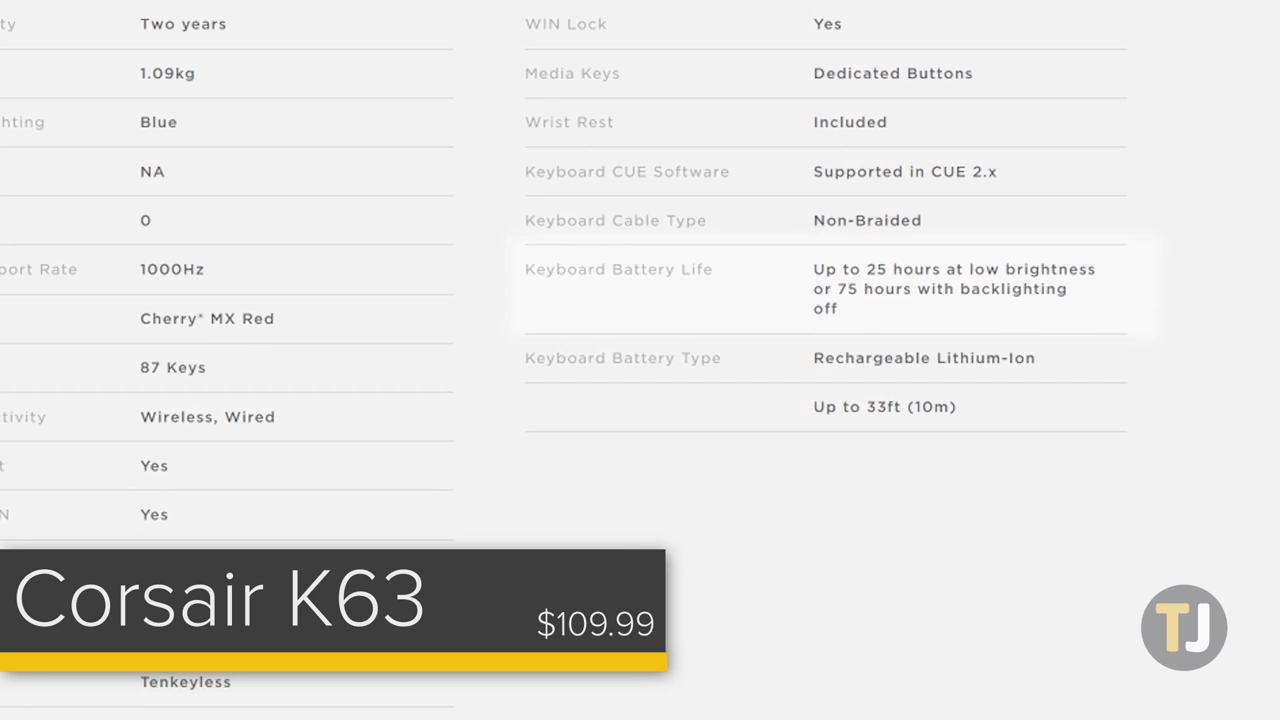 ty Two years
1.09kg
hting Blue
NA
0
port Rate 1000Hz
Cherry* MX Red
87 Keys
tivity Wireless, Wired
t Yes
N Yes
Tenkeyless
WIN Lock Yes
Media Keys Dedicated Buttons
Wrist Rest Included
Keyboard CUE Software Supported in CUE 2.x
Keyboard Cable Type Non-Braided
Keyboard Battery Life Up to 25 hours at low brightness
or 75 hours with backlighting
off
Keyboard Battery Type Rechargeable Lithium-Ion
Up to 33ft (10m)
Corsair K63 $109.99
TJ